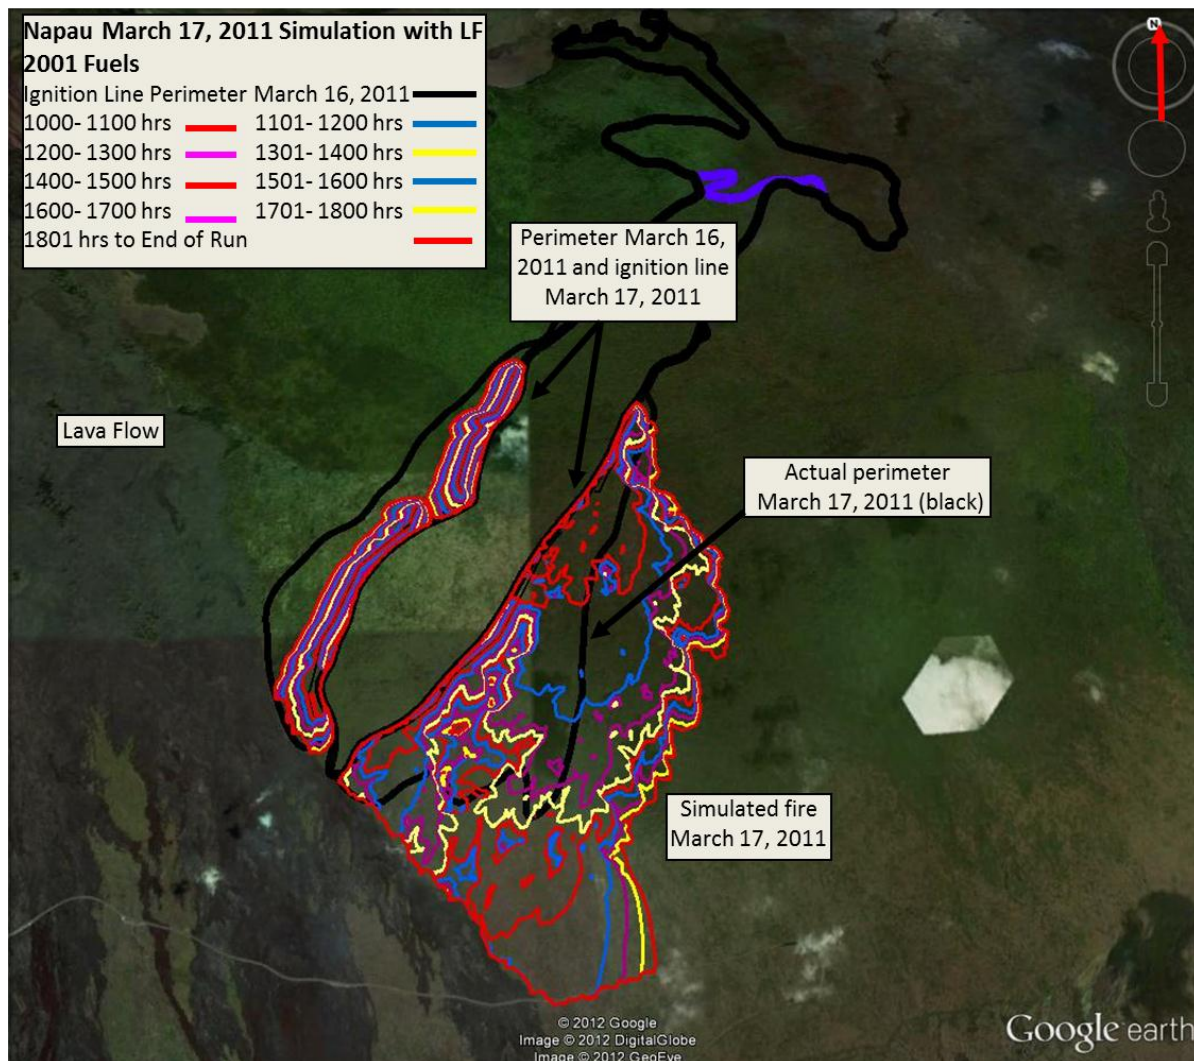 Napau March 17, 2011 Simulation with LF
2001 Fuels
Ignition Line Perimeter March 16, 2011
1000- 1100 hrs 1101- 1200 hrs
1200- 1300 hrs 1301- 1400 hrs
1400- 1500 hrs 1501- 1600 hrs
1600- 1700 hrs 1701- 1800 hrs
1801 hrs to End of Run
N
Perimeter March 16,
2011 and ignition line
March 17, 2011
Lava Flow
Actual perimeter
March 17, 2011 (black)
Simulated fire
March 17, 2011
© 2012 Google
Image © 2012 DigitalGlobe
Image © 2012 GeoEye
Google earth